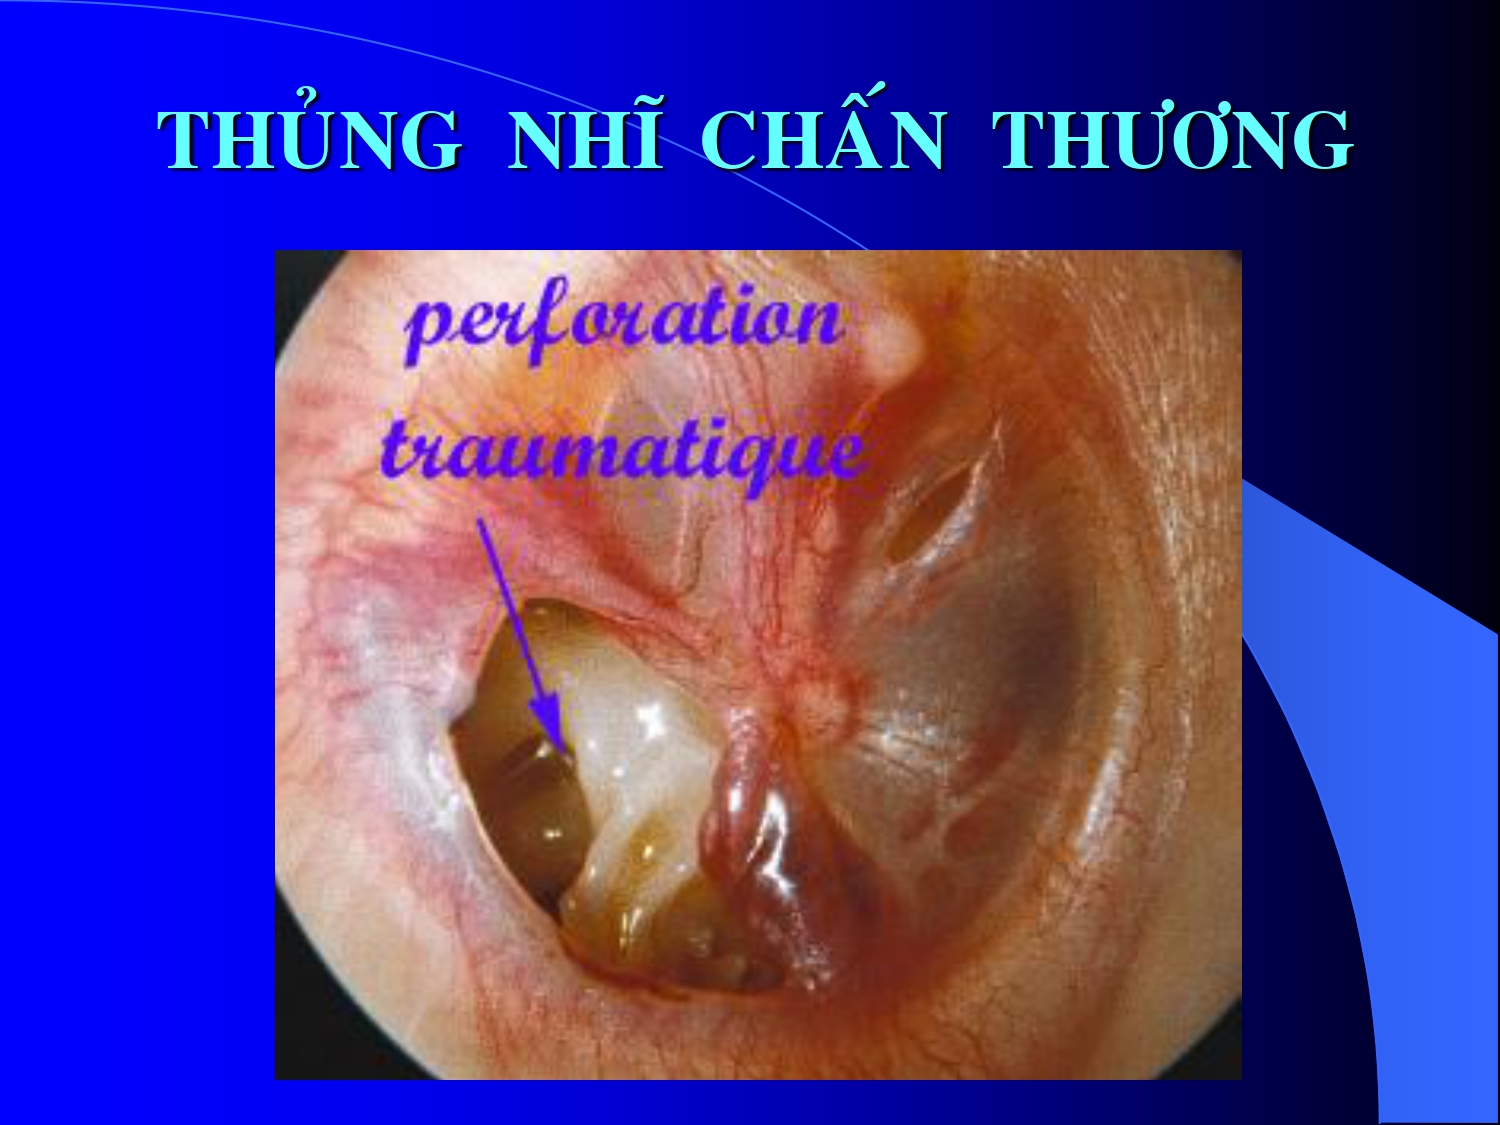 THỦNG NHĨ CHẤN THƯƠNG
perforation
traumatique